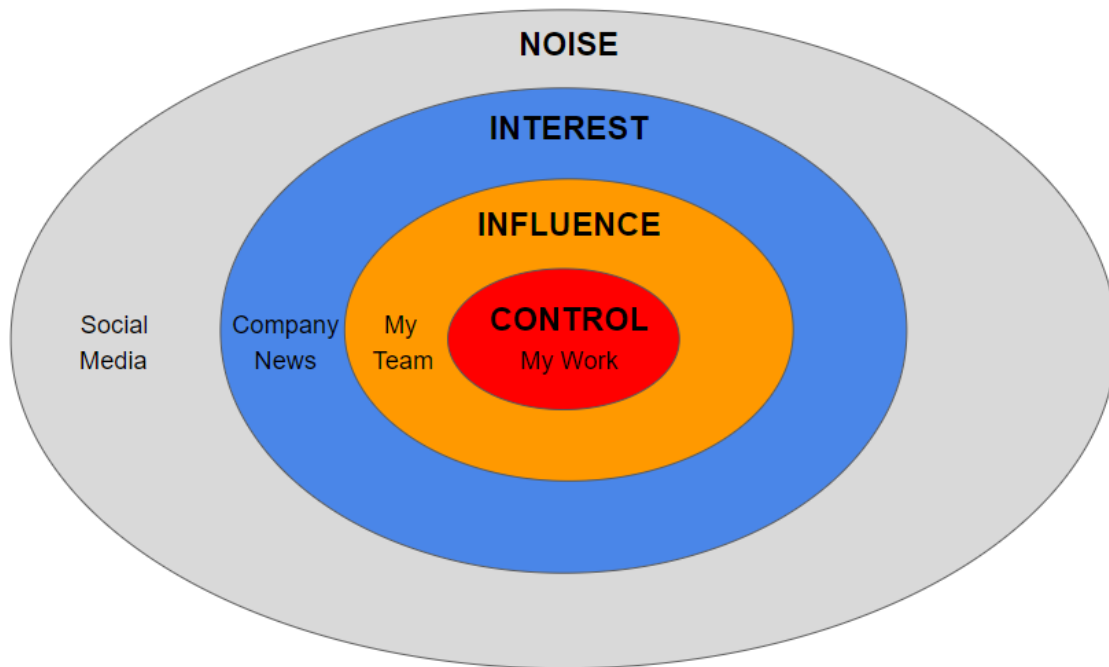 NOISE
INTEREST
INFLUENCE
CONTROL
Social
Media
Company
News
My
Team
My Work